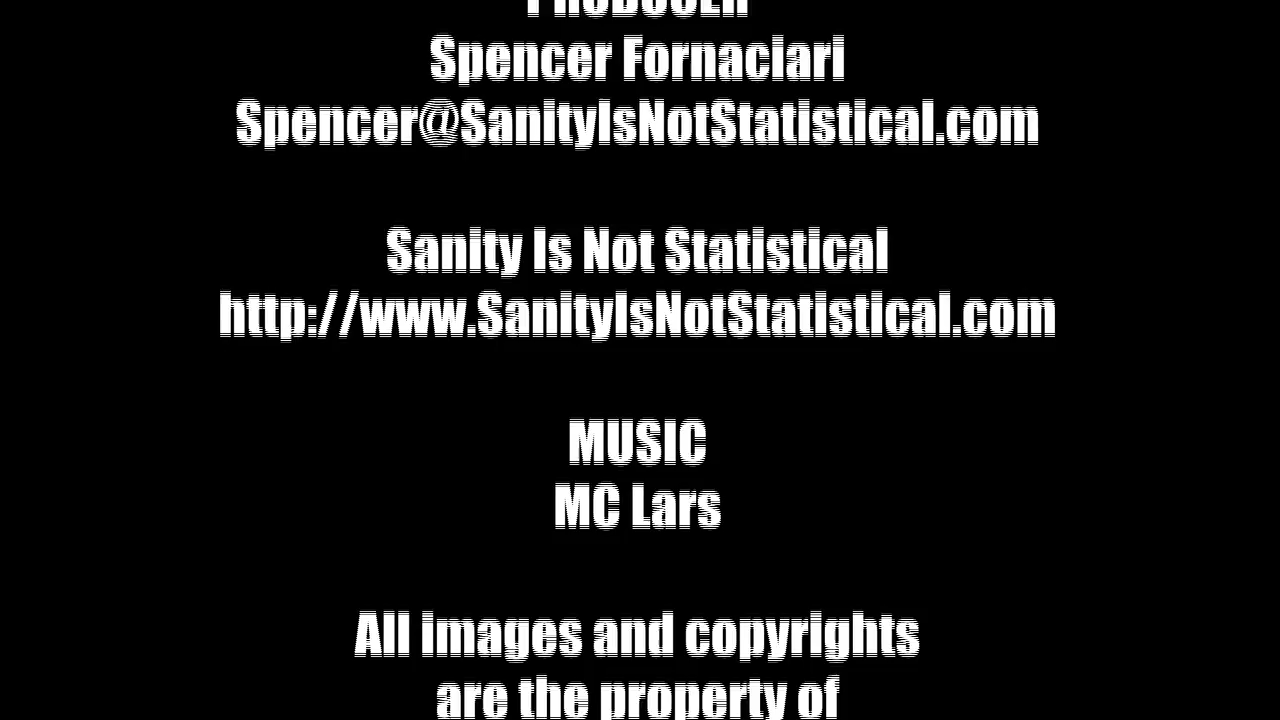 PRODUCER
Spencer Fornaciari
Spencer@SanityIsNotStatistical.com
Sanity Is Not Statistical
http://www.SanityIsNotStatistical.com
MUSIC
MC Lars
All images and copyrights
are the property of